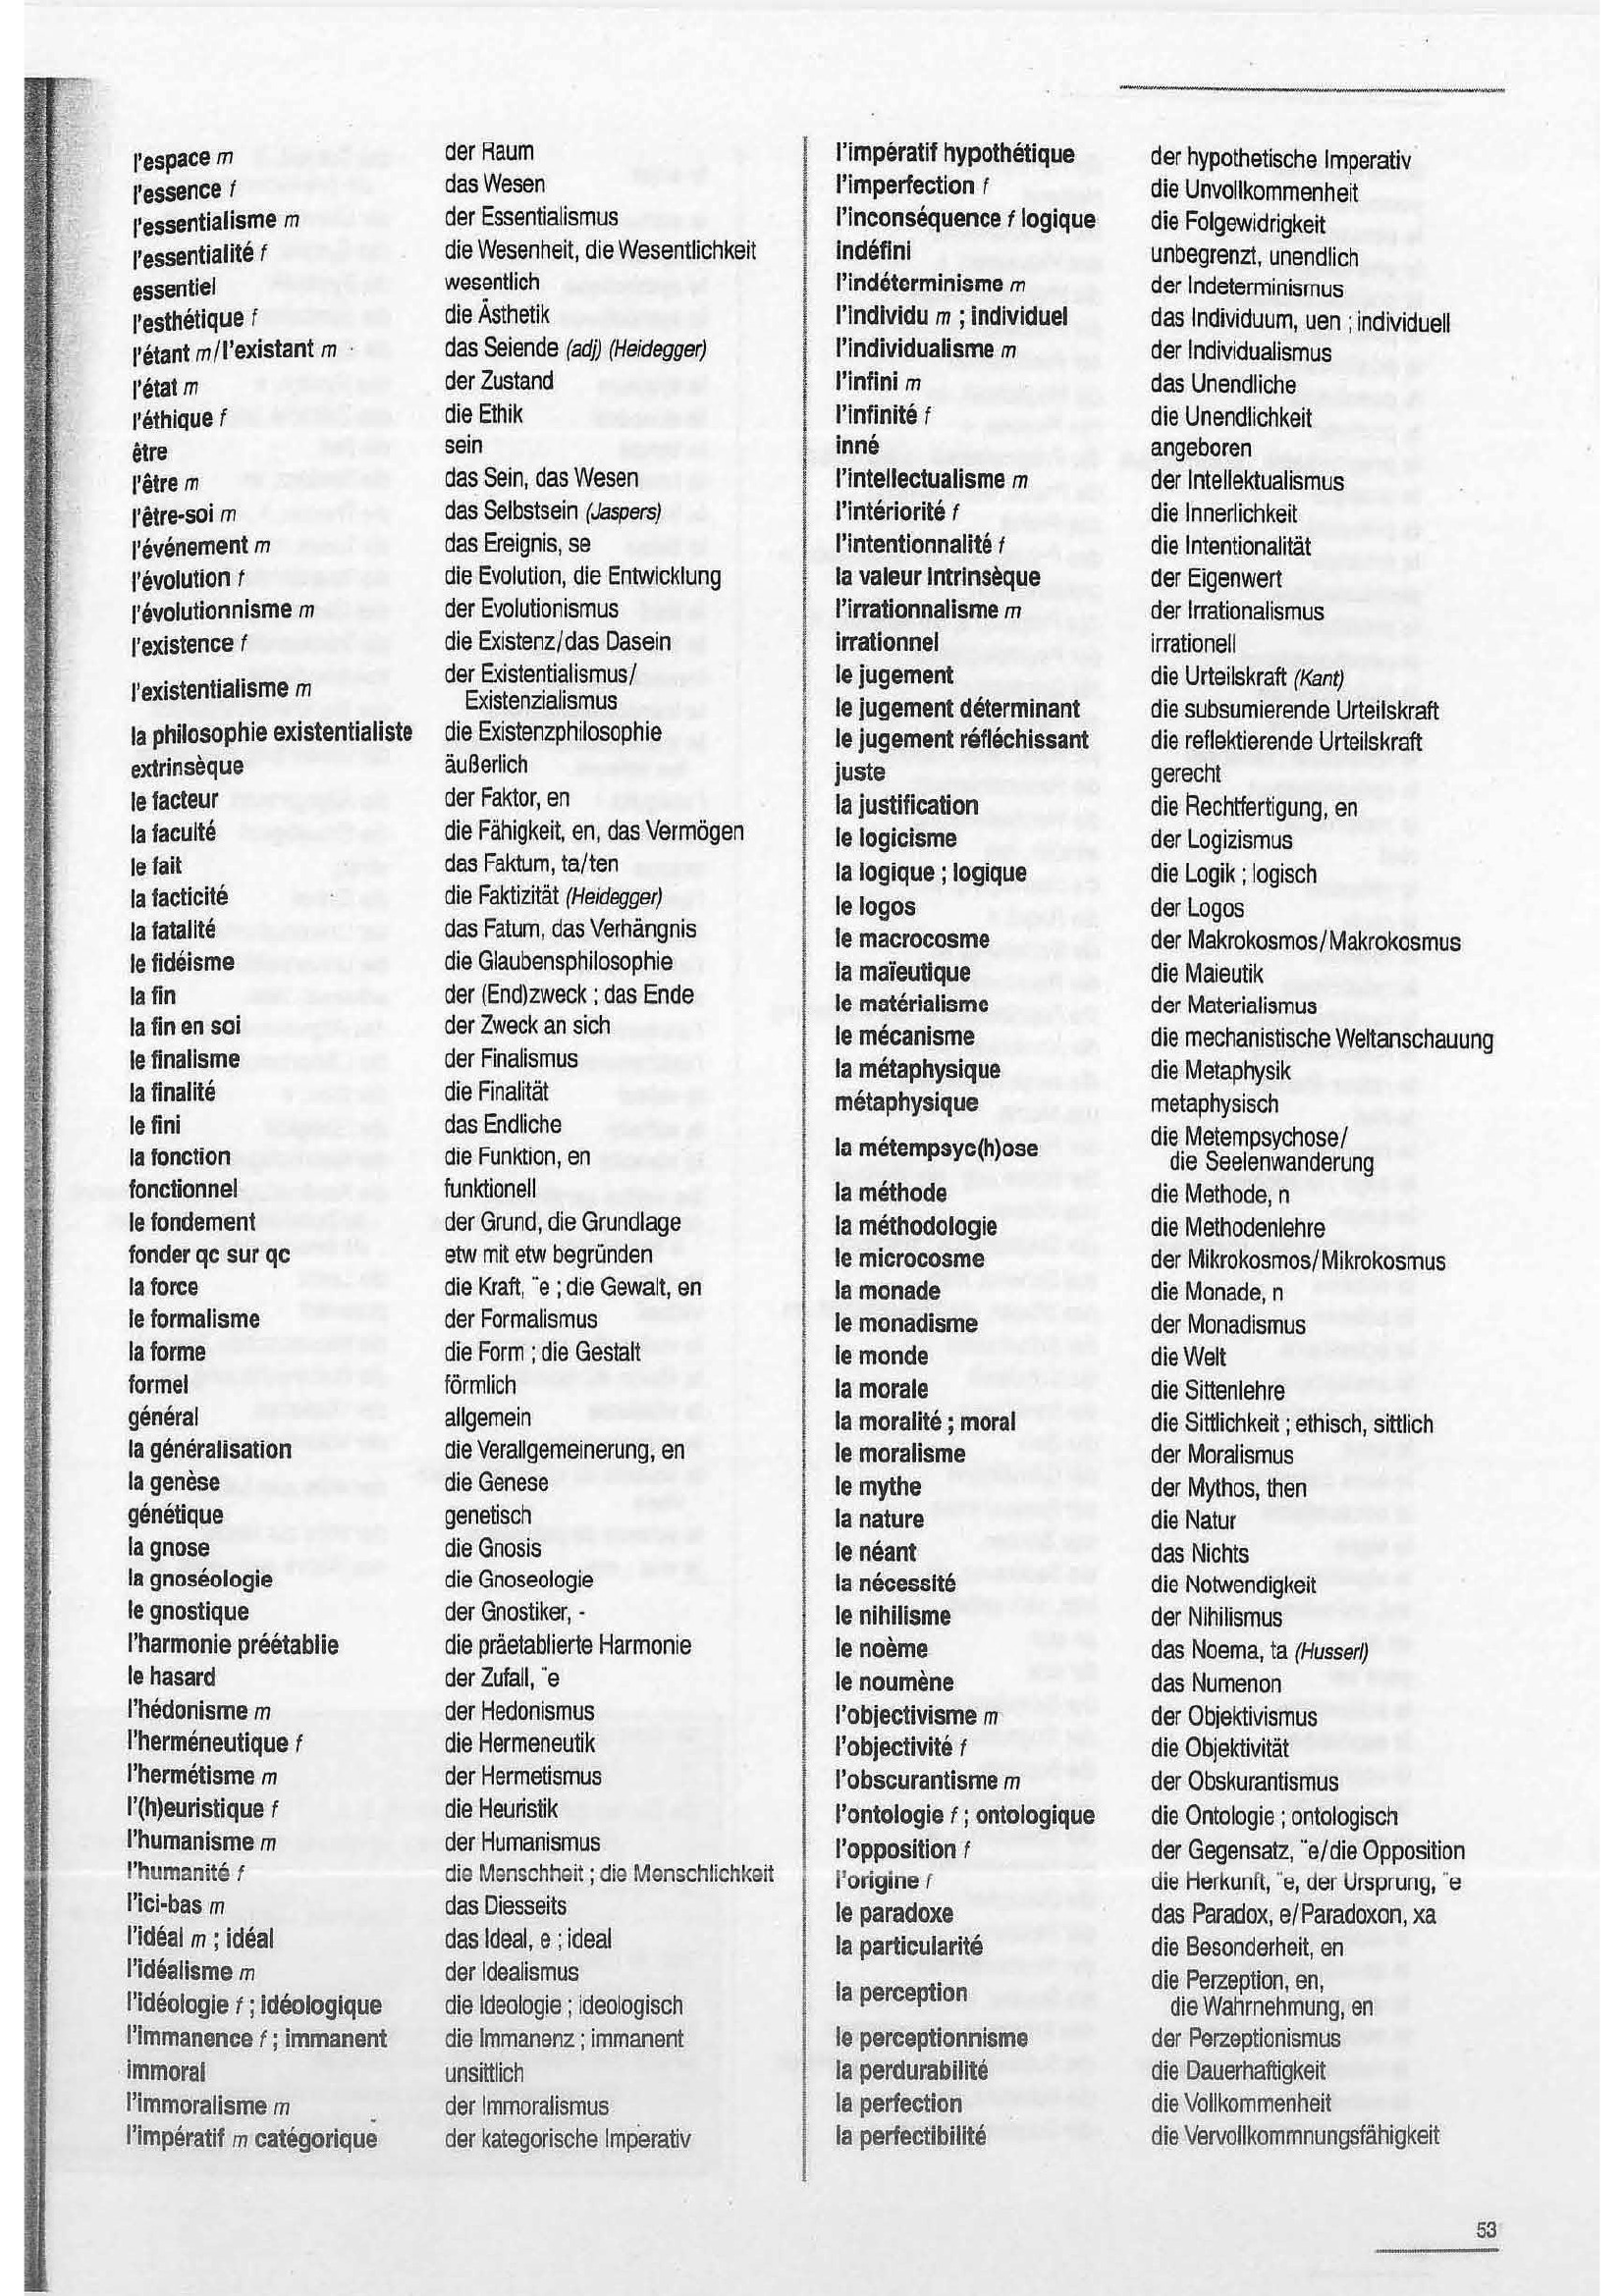 l'espace m der Raum
l'essence f das Wesen
l'essentialisme m der Essentialismus
l'essentialité f die Wesenheit, die Wesentlichkeit
essentiel wesentlich
l'esthétique f die Ästhetik
l'étant m/l'existant m das Seiende (adj) (Heidegger)
l'état m der Zustand
l'éthique f die Ethik
être sein
l'être m das Sein, das Wesen
l'être-soi m das Selbstsein (Jaspers)
l'événement m das Ereignis, se
l'évolution f die Evolution, die Entwicklung
l'évolutionnisme m der Evolutionismus
l'existence f die Existenz/das Dasein
l'existentialisme m der Existentialismus/
Existenzialismus
la philosophie existentialiste die Existenzphilosophie
extrinsèque äußerlich
le facteur der Faktor, en
la faculté die Fähigkeit, en, das Vermögen
le fait das Faktum, ta/ten
la facticité die Faktizität (Heidegger)
la fatalité das Fatum, das Verhängnis
le fidéisme die Glaubensphilosophie
la fin der (End)zweck ; das Ende
la fin en soi der Zweck an sich
le finalisme der Finalismus
la finalité die Finalität
le fini das Endliche
la fonction die Funktion, en
fonctionnel funktionell
le fondement der Grund, die Grundlage
fonder qc sur qc etw mit etw begründen
la force die Kraft, ¨e ; die Gewalt, en
le formalisme der Formalismus
la forme die Form ; die Gestalt
formel förmlich
général allgemein
la généralisation die Verallgemeinerung, en
la genèse die Genese
génétique genetisch
la gnose die Gnosis
la gnoséologie die Gnoseologie
le gnostique der Gnostiker, -
l'harmonie préétablie die präetablierte Harmonie
le hasard der Zufall, ¨e
l'hédonisme m der Hedonismus
l'herméneutique f die Hermeneutik
l'hermétisme m der Hermetismus
l'(h)euristique f die Heuristik
l'humanisme m der Humanismus
l'humanité f die Menschheit ; die Menschlichkeit
l'ici-bas m das Diesseits
l'idéal m ; idéal das Ideal, e ; ideal
l'idéalisme m der Idealismus
l'idéologie f ; idéologique die Ideologie ; ideologisch
l'immanence f ; immanent die Immanenz ; immanent
immoral unsittlich
l'immoralisme m der Immoralismus
l'impératif m catégorique der kategorische Imperativ
l'impératif hypothétique der hypothetische Imperativ
l'imperfection f die Unvollkommenheit
l'inconséquence f logique die Folgewidrigkeit
indéfini unbegrenzt, unendlich
l'indéterminisme m der Indeterminismus
l'individu m ; individuel das Individuum, uen ; individuell
l'individualisme m der Individualismus
l'infini m das Unendliche
l'infinité f die Unendlichkeit
inné angeboren
l'intellectualisme m der Intellektualismus
l'intériorité f die Innerlichkeit
l'intentionnalité f die Intentionalität
la valeur intrinsèque der Eigenwert
l'irrationnalisme m der Irrationalismus
irrationnel irrationell
le jugement die Urteilskraft (Kant)
le jugement déterminant die subsumierende Urteilskraft
le jugement réfléchissant die reflektierende Urteilskraft
juste gerecht
la justification die Rechtfertigung, en
le logicisme der Logizismus
la logique ; logique die Logik ; logisch
le logos der Logos
le macrocosme der Makrokosmos/Makrokosmus
la maïeutique die Maieutik
le matérialisme der Materialismus
le mécanisme die mechanistische Weltanschauung
la métaphysique die Metaphysik
métaphysique metaphysisch
la métempsyc(h)ose die Metempsychose/
die Seelenwanderung
la méthode die Methode, n
la méthodologie die Methodenlehre
le microcosme der Mikrokosmos/Mikrokosmus
la monade die Monade, n
le monadisme der Monadismus
le monde die Welt
la morale die Sittenlehre
la moralité ; moral die Sittlichkeit ; ethisch, sittlich
le moralisme der Moralismus
le mythe der Mythos, then
la nature die Natur
le néant das Nichts
la nécessité die Notwendigkeit
le nihilisme der Nihilismus
le noème das Noema, ta (Husserl)
le noumène das Numenon
l'objectivisme m der Objektivismus
l'objectivité f die Objektivität
l'obscurantisme m der Obskurantismus
l'ontologie f ; ontologique die Ontologie ; ontologisch
l'opposition f der Gegensatz, ¨e/die Opposition
l'origine f die Herkunft, ¨e, der Ursprung, ¨e
le paradoxe das Paradox, e/Paradoxon, xa
la particularité die Besonderheit, en
la perception die Perzeption, en,
die Wahrnehmung, en
le perceptionnisme der Perzeptionismus
la perdurabilité die Dauerhaftigkeit
la perfection die Vollkommenheit
la perfectibilité die Vervollkommnungsfähigkeit
53